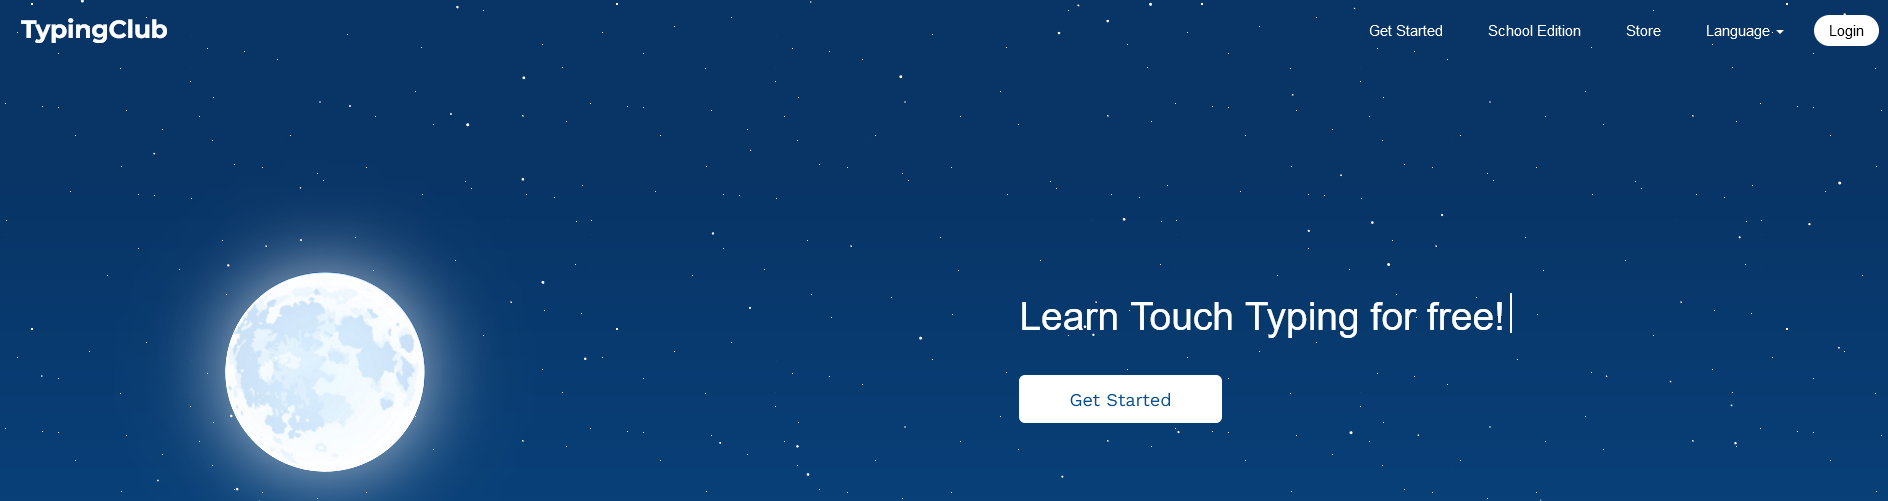 TypingClub
Get Started
School Edition
Store
Language
Login
Learn Touch Typing for free!
Get Started